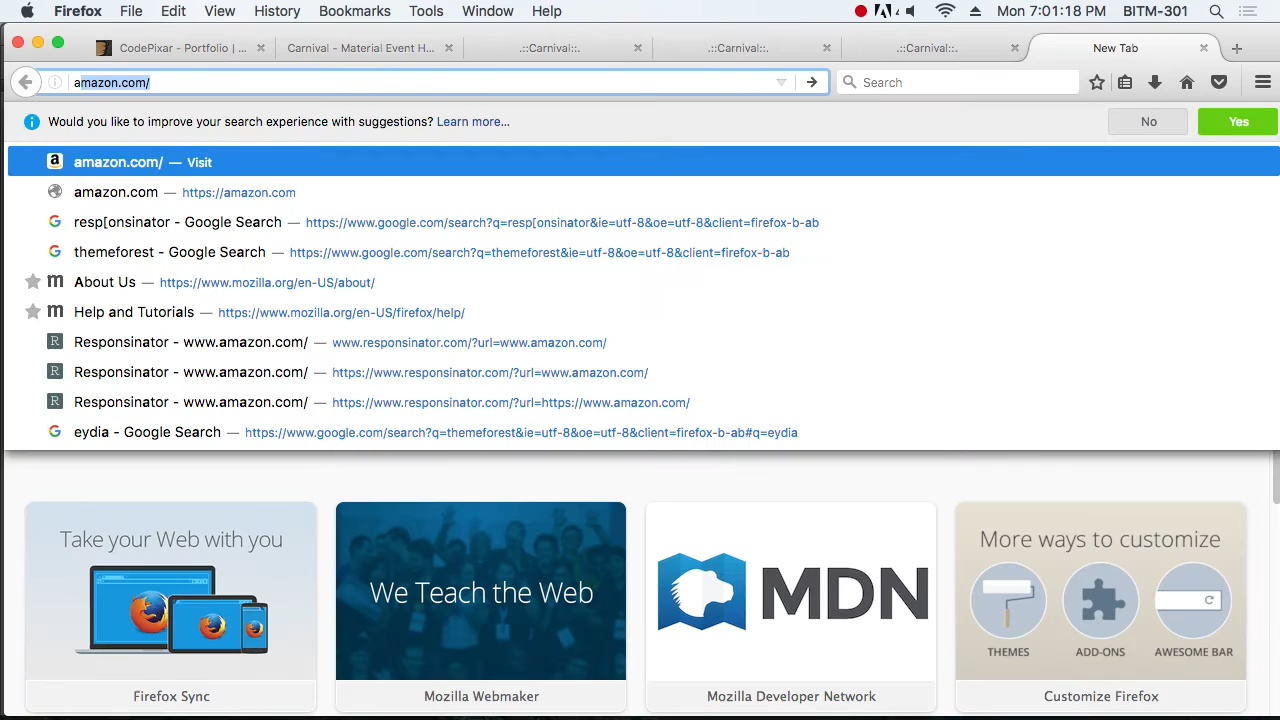 Firefox File Edit View History Bookmarks Tools Window Help Mon 7:01:18 PM BITM-301
CodePixar - Portfolio | ... Carnival - Material Event H... .::Carnival::. .::Carnival::. .::Carnival::. New Tab
amazon.com/ Search
Would you like to improve your search experience with suggestions? Learn more... No Yes
amazon.com/ — Visit
amazon.com — https://amazon.com
resp[onsinator - Google Search — https://www.google.com/search?q=resp[onsinator&ie=utf-8&oe=utf-8&client=firefox-b-ab
themeforest - Google Search — https://www.google.com/search?q=themeforest&ie=utf-8&oe=utf-8&client=firefox-b-ab
About Us — https://www.mozilla.org/en-US/about/
Help and Tutorials — https://www.mozilla.org/en-US/firefox/help/
Responsinator - www.amazon.com/ — www.responsinator.com/?url=www.amazon.com/
Responsinator - www.amazon.com/ — https://www.responsinator.com/?url=www.amazon.com/
Responsinator - www.amazon.com/ — https://www.responsinator.com/?url=https://www.amazon.com/
eydia - Google Search — https://www.google.com/search?q=themeforest&ie=utf-8&oe=utf-8&client=firefox-b-ab#q=eydia
Take your Web with you
We Teach the Web
MDN
More ways to customize
THEMES ADD-ONS AWESOME BAR
Firefox Sync Mozilla Webmaker Mozilla Developer Network Customize Firefox